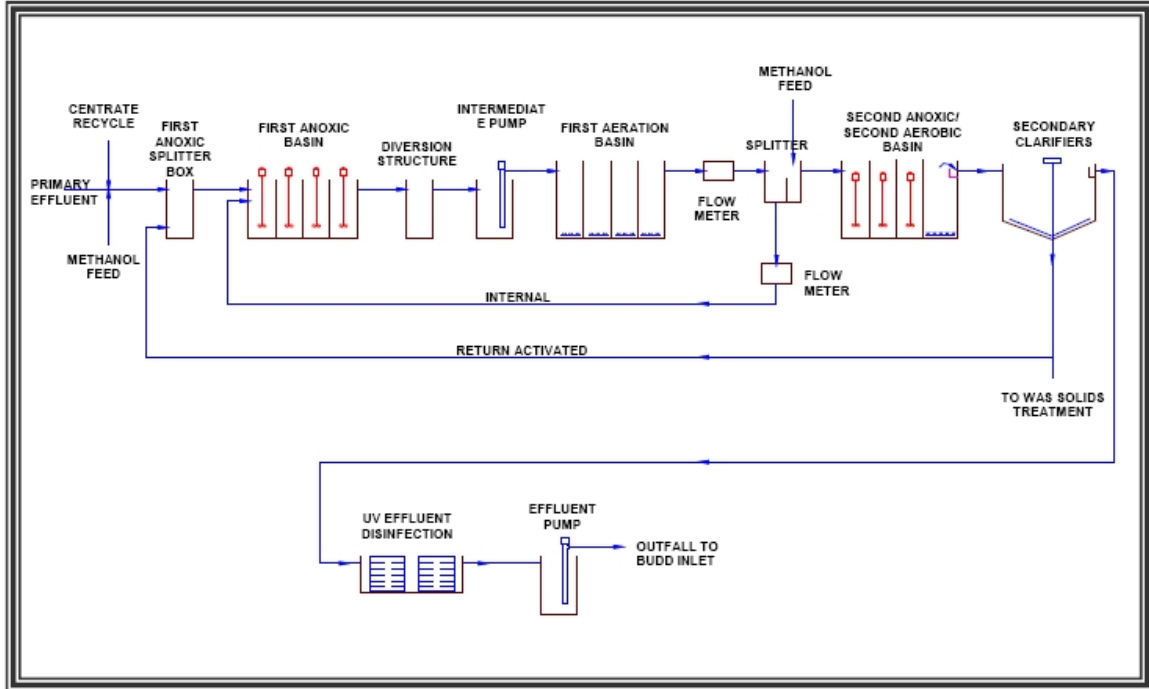 CENTRATE
RECYCLE
PRIMARY
EFFLUENT
METHANOL
FEED
FIRST
ANOXIC
SPLITTER
BOX
FIRST ANOXIC
BASIN
DIVERSION
STRUCTURE
INTERMEDIAT
E PUMP
FIRST AERATION
BASIN
FLOW
METER
METHANOL
FEED
SPLITTER
FLOW
METER
SECOND ANOXIC/
SECOND AEROBIC
BASIN
SECONDARY
CLARIFIERS
INTERNAL
RETURN ACTIVATED
TO WAS SOLIDS
TREATMENT
UV EFFLUENT
DISINFECTION
EFFLUENT
PUMP
OUTFALL TO
BUDD INLET